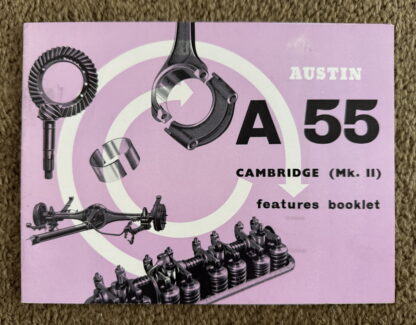 AUSTIN
A 55
CAMBRIDGE (Mk. II)
features booklet